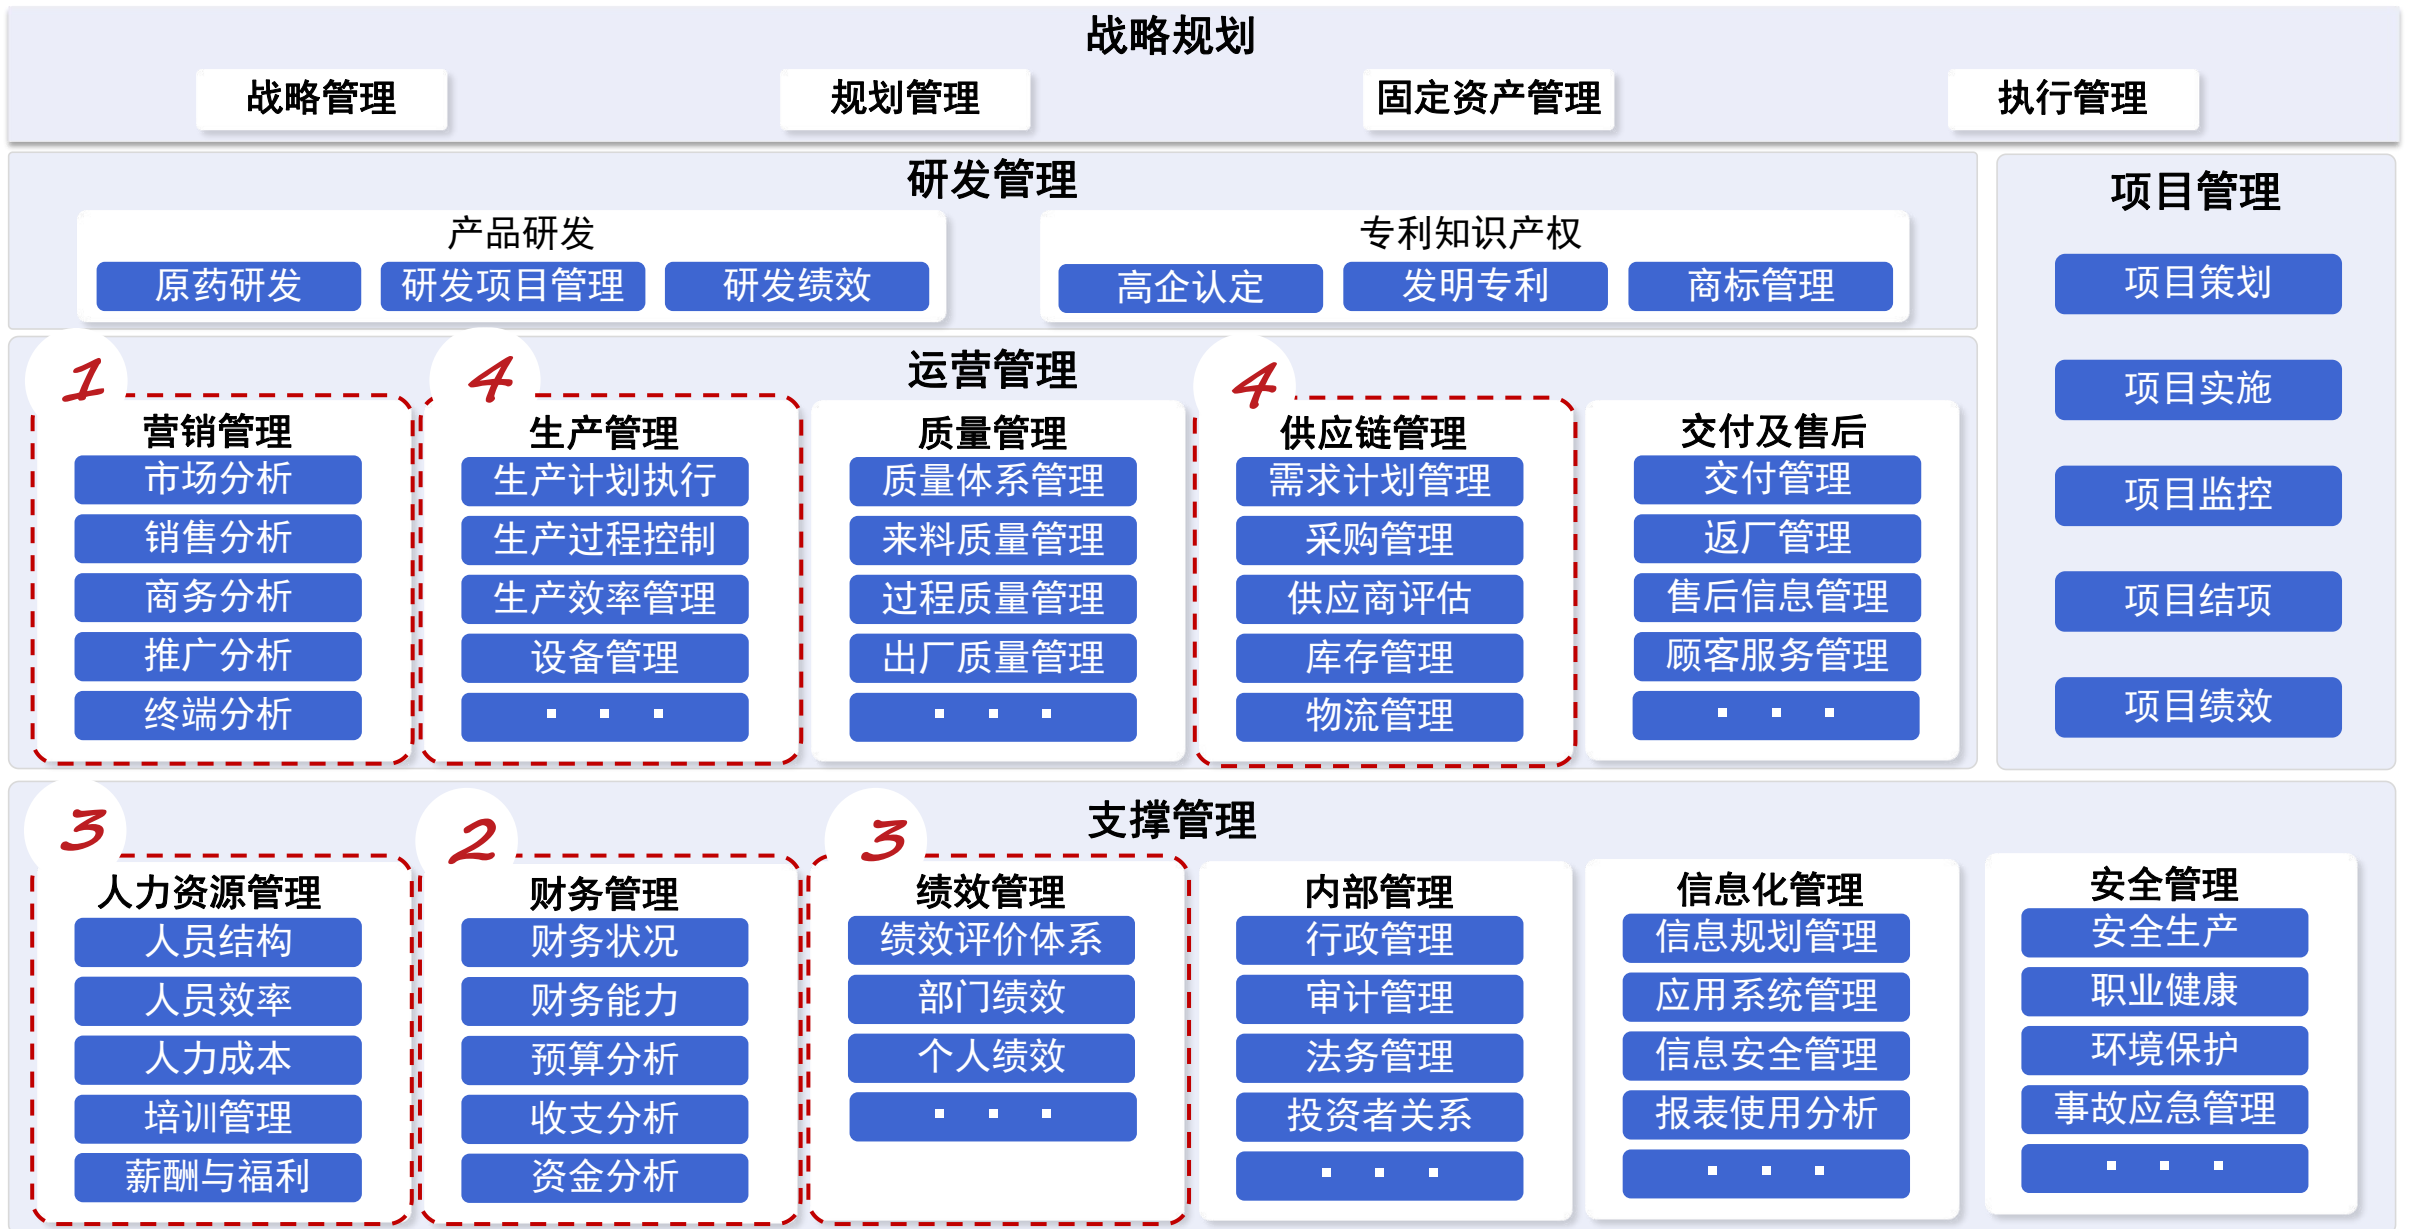 战略规划
战略管理
规划管理
固定资产管理
执行管理
研发管理
产品研发
原药研发
研发项目管理
研发绩效
专利知识产权
高企认定
发明专利
商标管理
项目管理
项目策划
项目实施
项目监控
项目结项
项目绩效
运营管理
1
营销管理
市场分析
销售分析
商务分析
推广分析
终端分析
4
生产管理
生产计划执行
生产过程控制
生产效率管理
设备管理
...
质量管理
质量体系管理
来料质量管理
过程质量管理
出厂质量管理
...
4
供应链管理
需求计划管理
采购管理
供应商评估
库存管理
物流管理
交付及售后
交付管理
返厂管理
售后信息管理
顾客服务管理
...
支撑管理
3
人力资源管理
人员结构
人员效率
人力成本
培训管理
薪酬与福利
2
财务管理
财务状况
财务能力
预算分析
收支分析
资金分析
3
绩效管理
绩效评价体系
部门绩效
个人绩效
...
内部管理
行政管理
审计管理
法务管理
投资者关系
...
信息化管理
信息规划管理
应用系统管理
信息安全管理
报表使用分析
...
安全管理
安全生产
职业健康
环境保护
事故应急管理
...